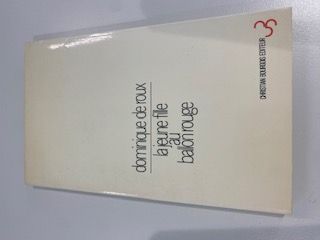 dominique de roux
la jeune fille
au
ballon rouge
CHRISTIAN BOURGOIS EDITEUR